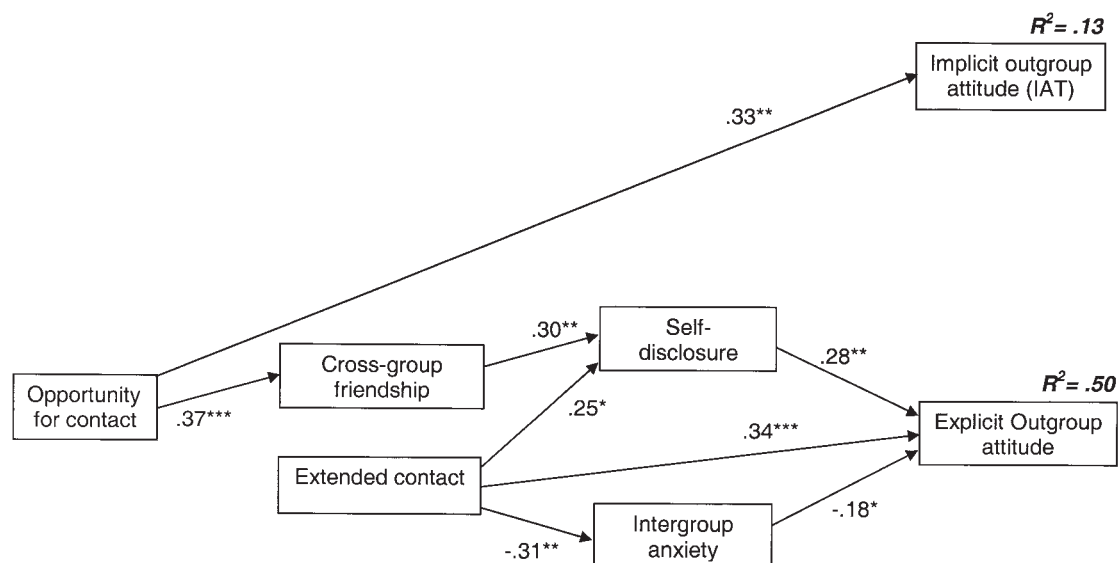 R²= .13
Implicit outgroup
attitude (IAT)
.33**
Self-
disclosure
.30**
Cross-group
friendship
.28**
Opportunity
for contact
.37***
.25*
R²= .50
Explicit Outgroup
attitude
.34***
Extended contact
-.18*
Intergroup
anxiety
-.31**